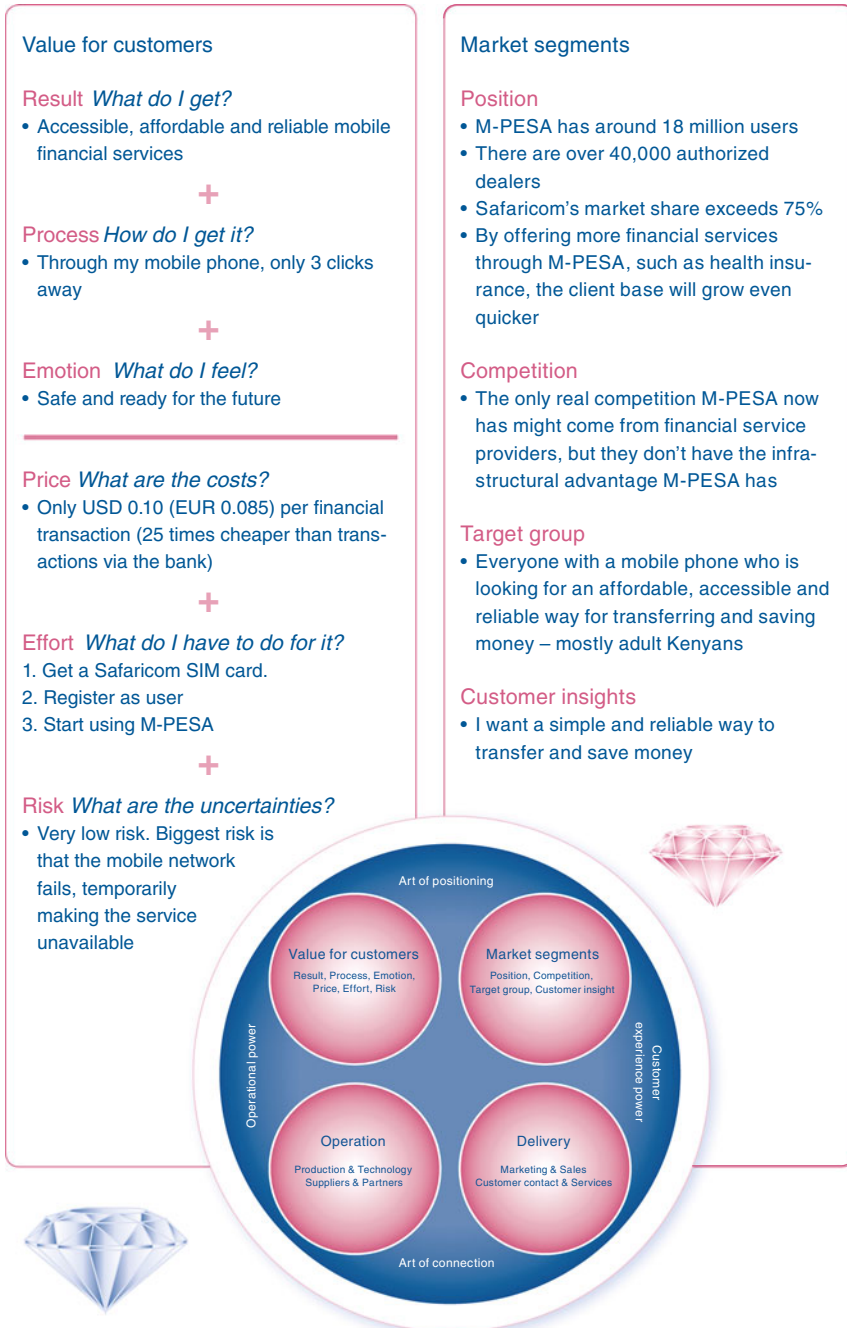 Value for customers
Result What do I get?
• Accessible, affordable and reliable mobile
financial services
+
Process How do I get it?
• Through my mobile phone, only 3 clicks
away
+
Emotion What do I feel?
• Safe and ready for the future
Price What are the costs?
• Only USD 0.10 (EUR 0.085) per financial
transaction (25 times cheaper than trans-
actions via the bank)
+
Effort What do I have to do for it?
1. Get a Safaricom SIM card.
2. Register as user
3. Start using M-PESA
+
Risk What are the uncertainties?
• Very low risk. Biggest risk is
that the mobile network
fails, temporarily
making the service
unavailable
Market segments
Position
• M-PESA has around 18 million users
• There are over 40,000 authorized
dealers
• Safaricom's market share exceeds 75%
• By offering more financial services
through M-PESA, such as health insu-
rance, the client base will grow even
quicker
Competition
• The only real competition M-PESA now
has might come from financial service
providers, but they don't have the infra-
structural advantage M-PESA has
Target group
• Everyone with a mobile phone who is
looking for an affordable, accessible and
reliable way for transferring and saving
money – mostly adult Kenyans
Customer insights
• I want a simple and reliable way to
transfer and save money
Art of positioning
Value for customers
Result, Process, Emotion,
Price, Effort, Risk
Market segments
Position, Competition,
Target group, Customer insight
Operational power
Customer
experience power
Operation
Production & Technology
Suppliers & Partners
Delivery
Marketing & Sales
Customer contact & Services
Art of connection